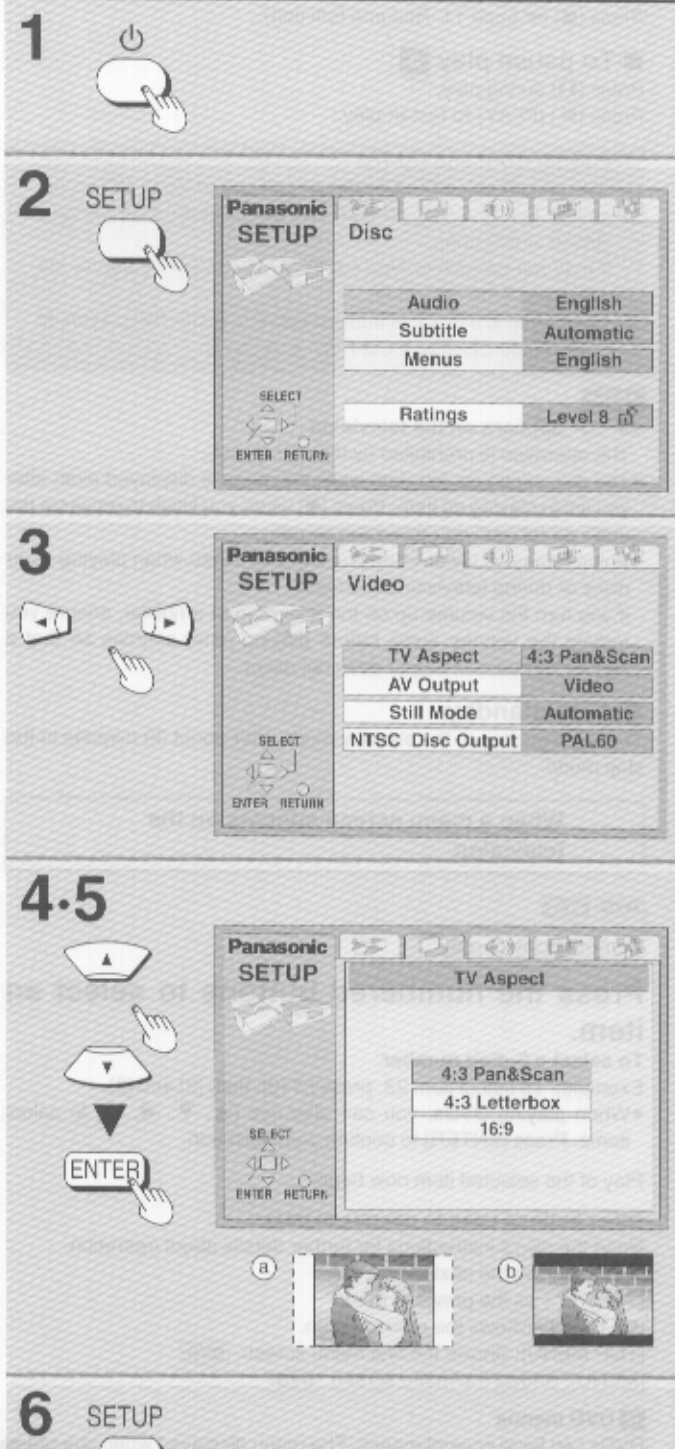 1
2
SETUP
Panasonic
SETUP
Disc
Audio English
Subtitle Automatic
Menus English
Ratings Level 8
SELECT
ENTER RETURN
3
Panasonic
SETUP
Video
TV Aspect 4:3 Pan&Scan
AV Output Video
Still Mode Automatic
NTSC Disc Output PAL60
SELECT
ENTER RETURN
4·5
Panasonic
SETUP
TV Aspect
4:3 Pan&Scan
4:3 Letterbox
16:9
SELECT
ENTER RETURN
ENTER
a
b
6
SETUP